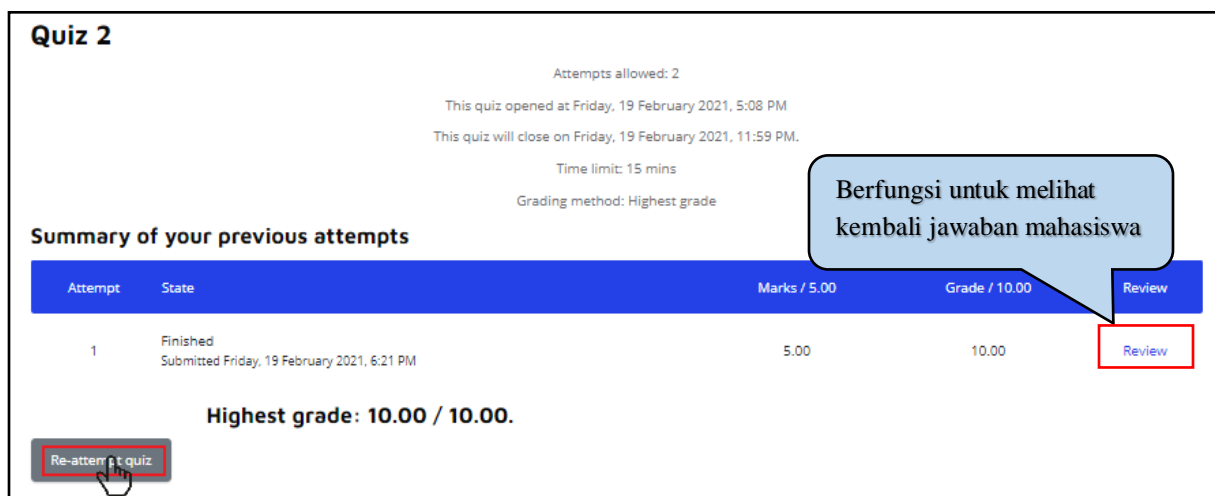 Quiz 2
Attempts allowed: 2
This quiz opened at Friday, 19 February 2021, 5:08 PM
This quiz will close on Friday, 19 February 2021, 11:59 PM.
Time limit: 15 mins
Grading method: Highest grade
Berfungsi untuk melihat
kembali jawaban mahasiswa
Summary of your previous attempts
Attempt State Marks / 5.00 Grade / 10.00 Review
1 Finished 5.00 10.00 Review
Submitted Friday, 19 February 2021, 6:21 PM
Highest grade: 10.00 / 10.00.
Re-attempt quiz